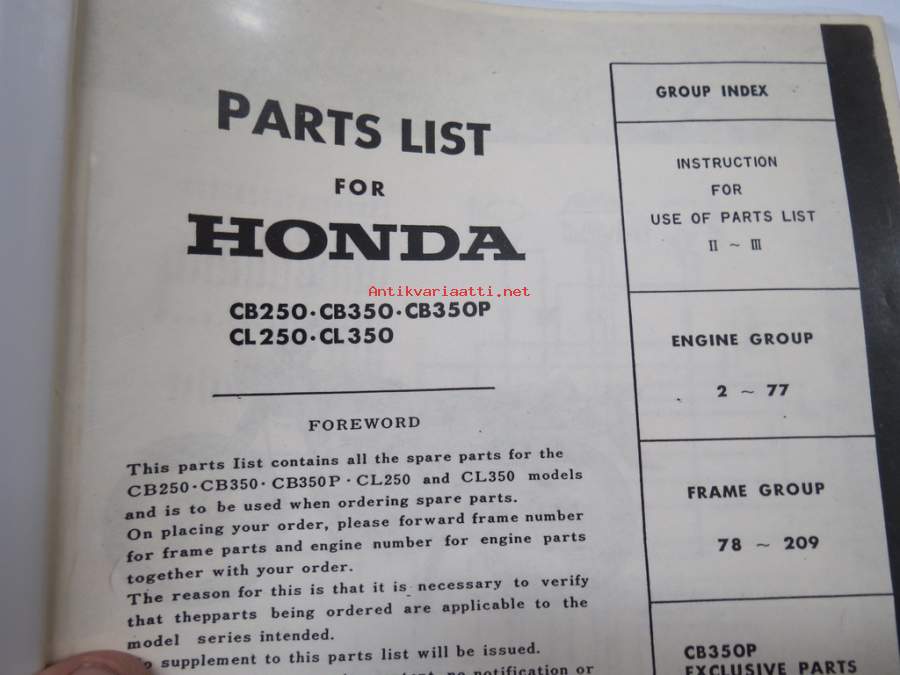 PARTS LIST
FOR
HONDA
CB250·CB350·CB350P
CL250·CL350
FOREWORD
This parts list contains all the spare parts for the
CB250·CB350·CB350P·CL250 and CL350 models
and is to be used when ordering spare parts.
On placing your order, please forward frame number
for frame parts and engine number for engine parts
together with your order.
The reason for this is that it is necessary to verify
that thepparts being ordered are applicable to the
model series intended.
supplement to this parts list will be issued.
no notification or
GROUP INDEX
INSTRUCTION
FOR
USE OF PARTS LIST
II ~ III
ENGINE GROUP
2 ~ 77
FRAME GROUP
78 ~ 209
CB350P
EXCLUSIVE PARTS
Antikvariaatti.net